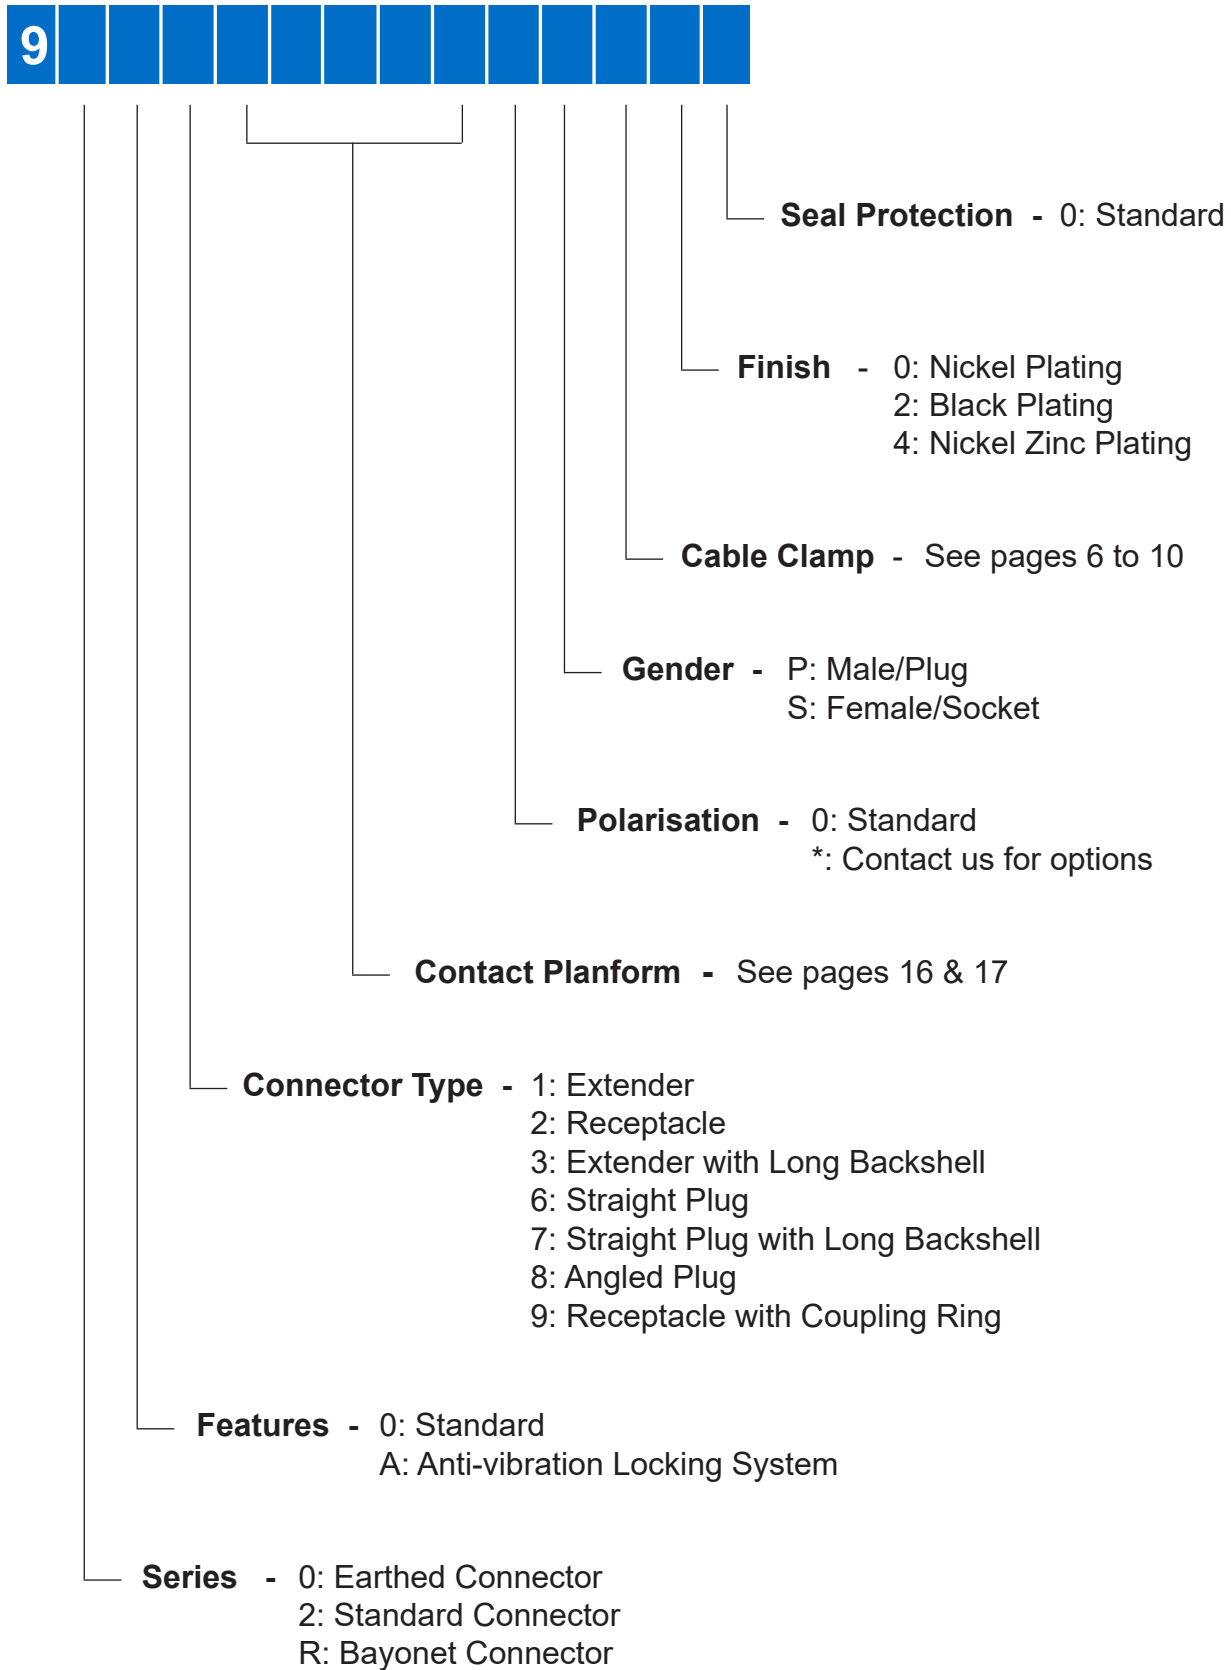 9
Seal Protection - 0: Standard
Finish - 0: Nickel Plating
2: Black Plating
4: Nickel Zinc Plating
Cable Clamp - See pages 6 to 10
Gender - P: Male/Plug
S: Female/Socket
Polarisation - 0: Standard
*: Contact us for options
Contact Planform - See pages 16 & 17
Connector Type - 1: Extender
2: Receptacle
3: Extender with Long Backshell
6: Straight Plug
7: Straight Plug with Long Backshell
8: Angled Plug
9: Receptacle with Coupling Ring
Features - 0: Standard
A: Anti-vibration Locking System
Series - 0: Earthed Connector
2: Standard Connector
R: Bayonet Connector